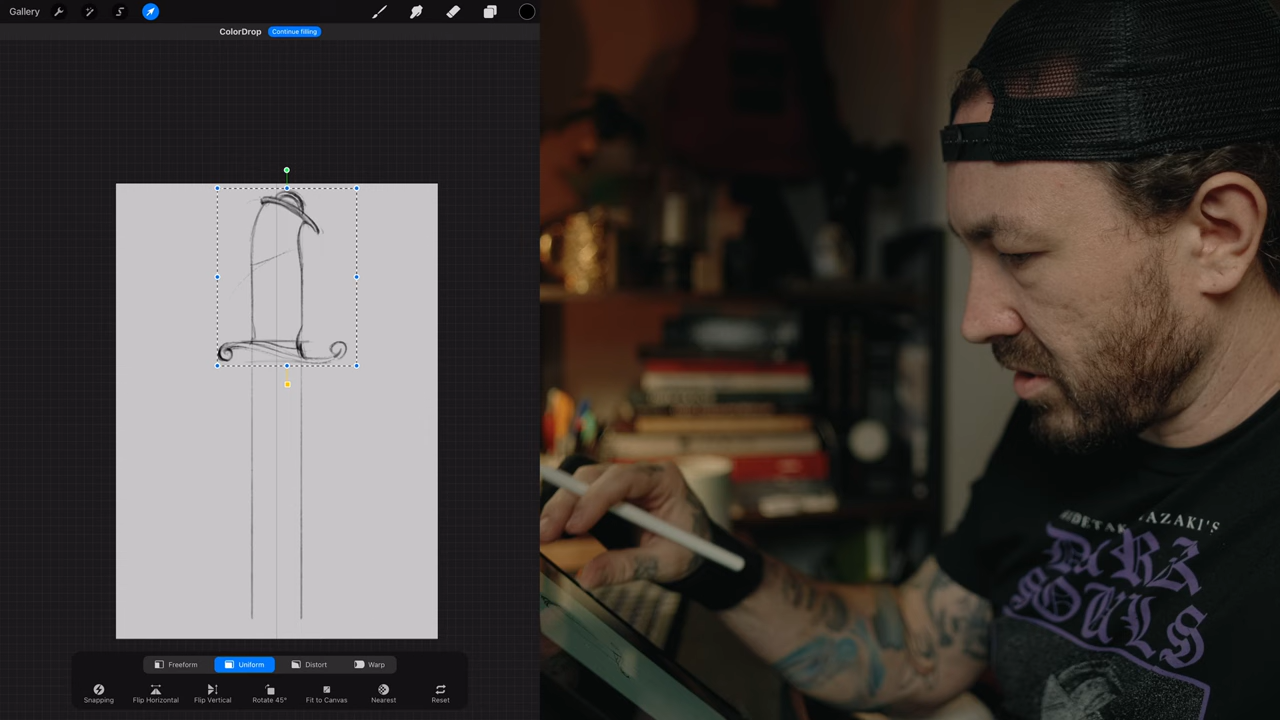 Gallery
ColorDrop Continue filling
Freeform Uniform Distort Warp
Snapping Flip Horizontal Flip Vertical Rotate 45° Fit to Canvas Nearest Reset
DARK
SOULS